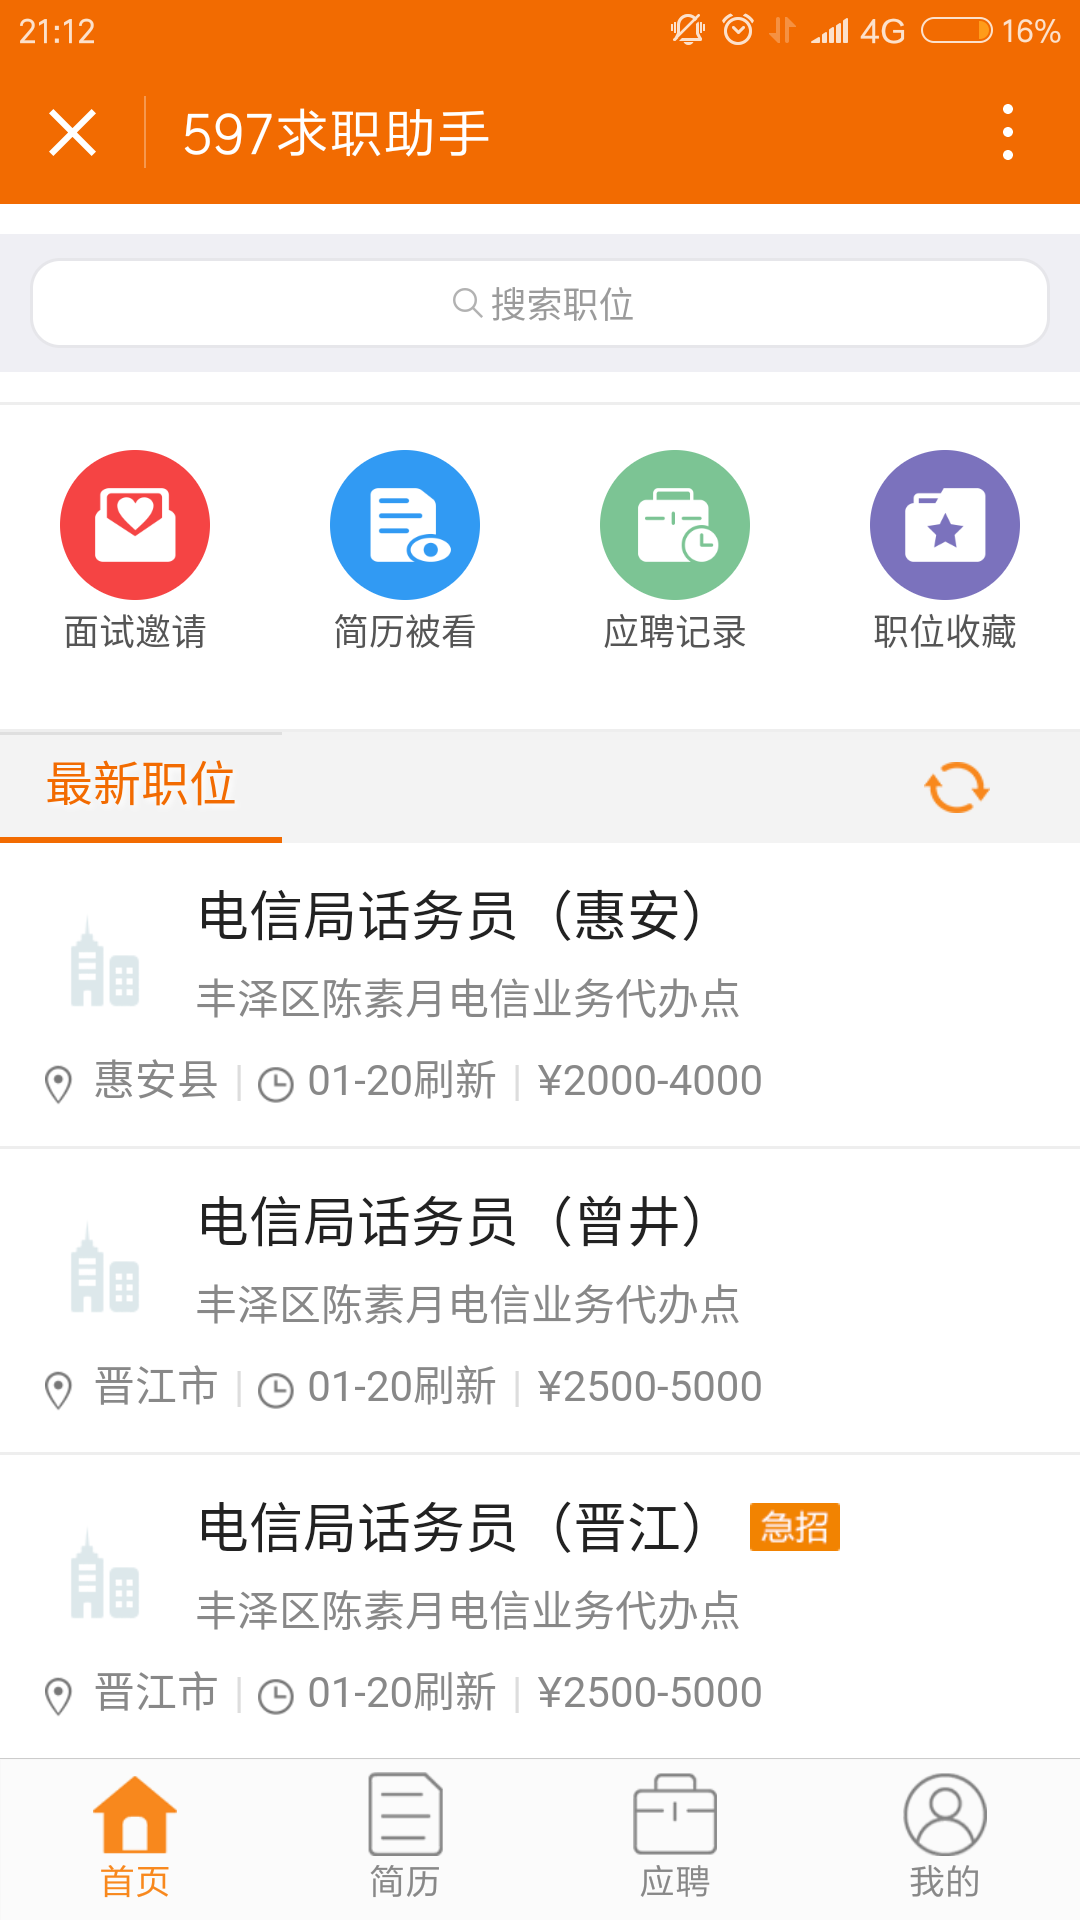 21:12 4G 16%
597求职助手
搜索职位
面试邀请 简历被看 应聘记录 职位收藏
最新职位
电信局话务员（惠安）
丰泽区陈素月电信业务代办点
惠安县 | 01-20刷新 | ¥2000-4000
电信局话务员（曾井）
丰泽区陈素月电信业务代办点
晋江市 | 01-20刷新 | ¥2500-5000
电信局话务员（晋江） 急招
丰泽区陈素月电信业务代办点
晋江市 | 01-20刷新 | ¥2500-5000
首页 简历 应聘 我的